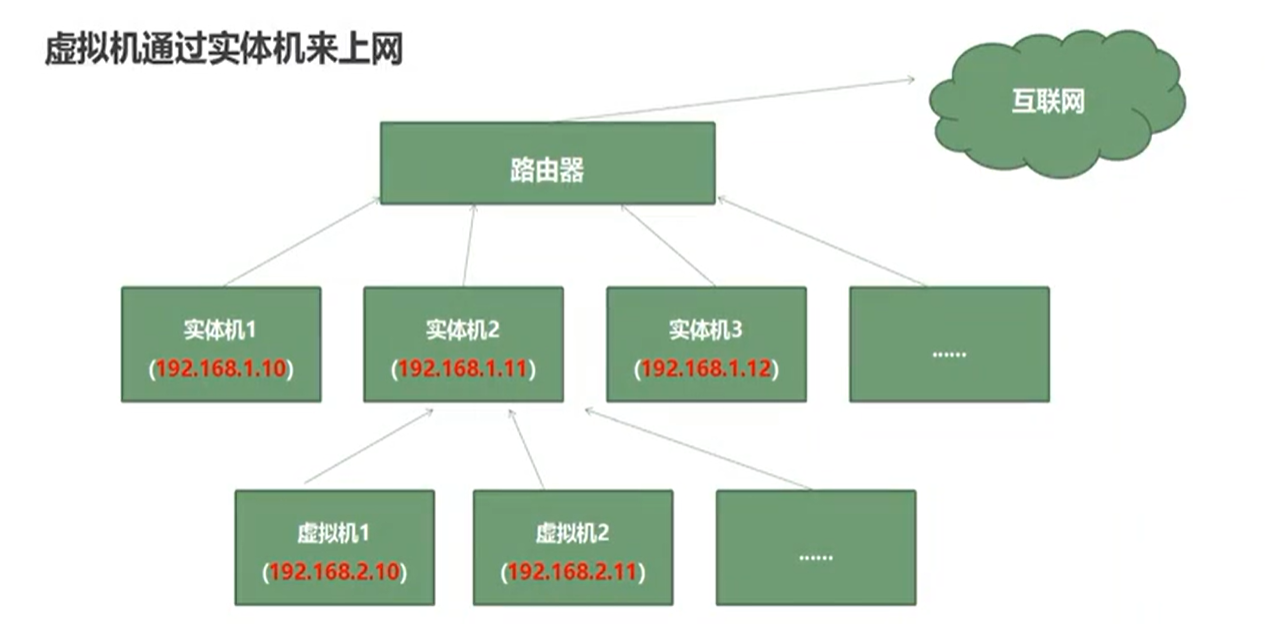 虚拟机通过实体机来上网
互联网
路由器
实体机1
(192.168.1.10)
实体机2
(192.168.1.11)
实体机3
(192.168.1.12)
......
虚拟机1
(192.168.2.10)
虚拟机2
(192.168.2.11)
......